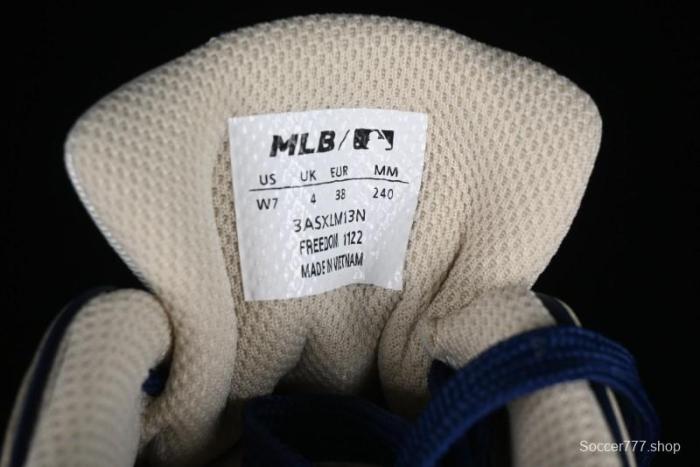 MLB/
US UK EUR MM
W7 4 38 240
3ASXLM13N
FREEDOM 1122
MADE IN VIETNAM
Soccer777.shop